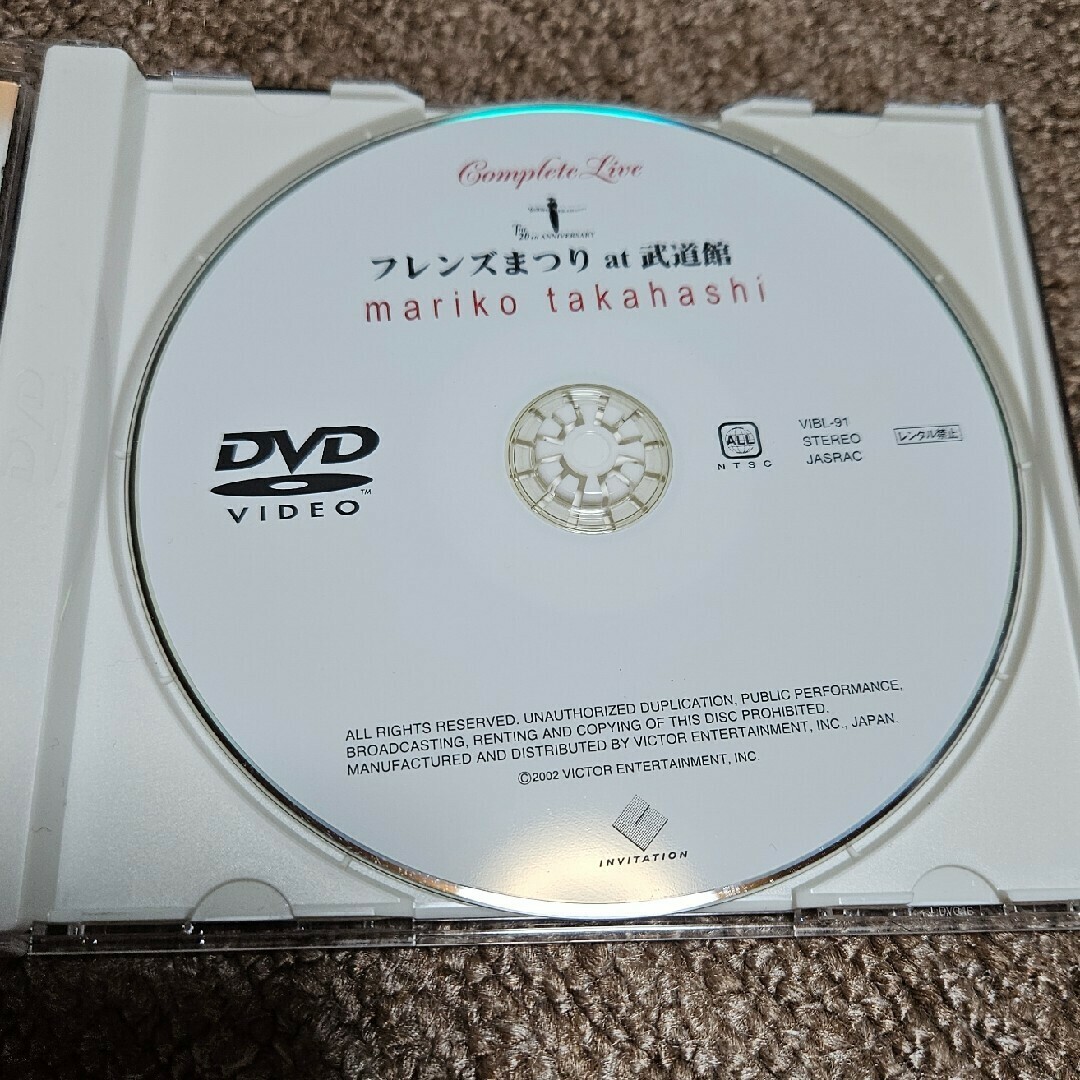 Complete Live
20th ANNIVERSARY
フレンズまつり at 武道館
mariko takahashi
DVD
VIDEO
TM
ALL
NTSC
VIBL-91
STEREO
JASRAC
レンタル禁止
ALL RIGHTS RESERVED. UNAUTHORIZED DUPLICATION, PUBLIC PERFORMANCE,
BROADCASTING, RENTING AND COPYING OF THIS DISC PROHIBITED.
MANUFACTURED AND DISTRIBUTED BY VICTOR ENTERTAINMENT, INC., JAPAN.
©2002 VICTOR ENTERTAINMENT, INC.
INVITATION
DVD